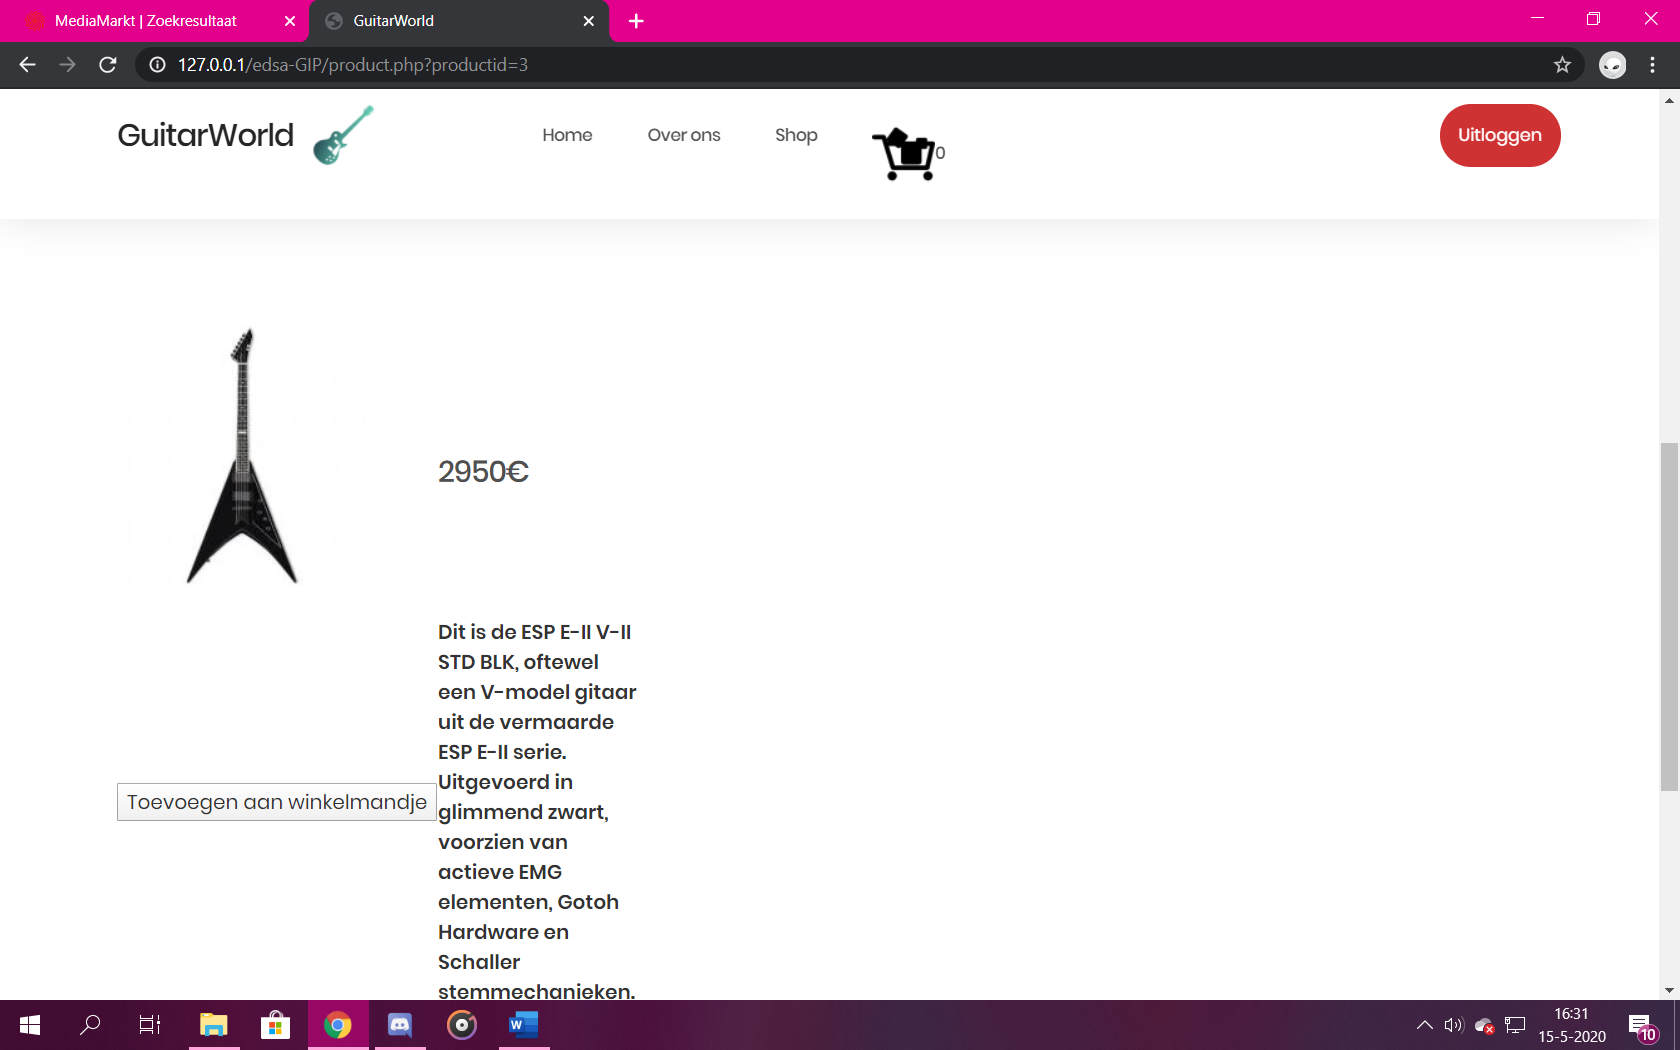 MediaMarkt | Zoekresultaat
GuitarWorld
127.0.0.1/edsa-GIP/product.php?productid=3
GuitarWorld
Home
Over ons
Shop
0
Uitloggen
2950€
Dit is de ESP E-II V-II
STD BLK, oftewel
een V-model gitaar
uit de vermaarde
ESP E-II serie.
Uitgevoerd in
glimmend zwart,
voorzien van
actieve EMG
elementen, Gotoh
Hardware en
Schaller
stemmechanieken.
Toevoegen aan winkelmandje
W
16:31
15-5-2020
10